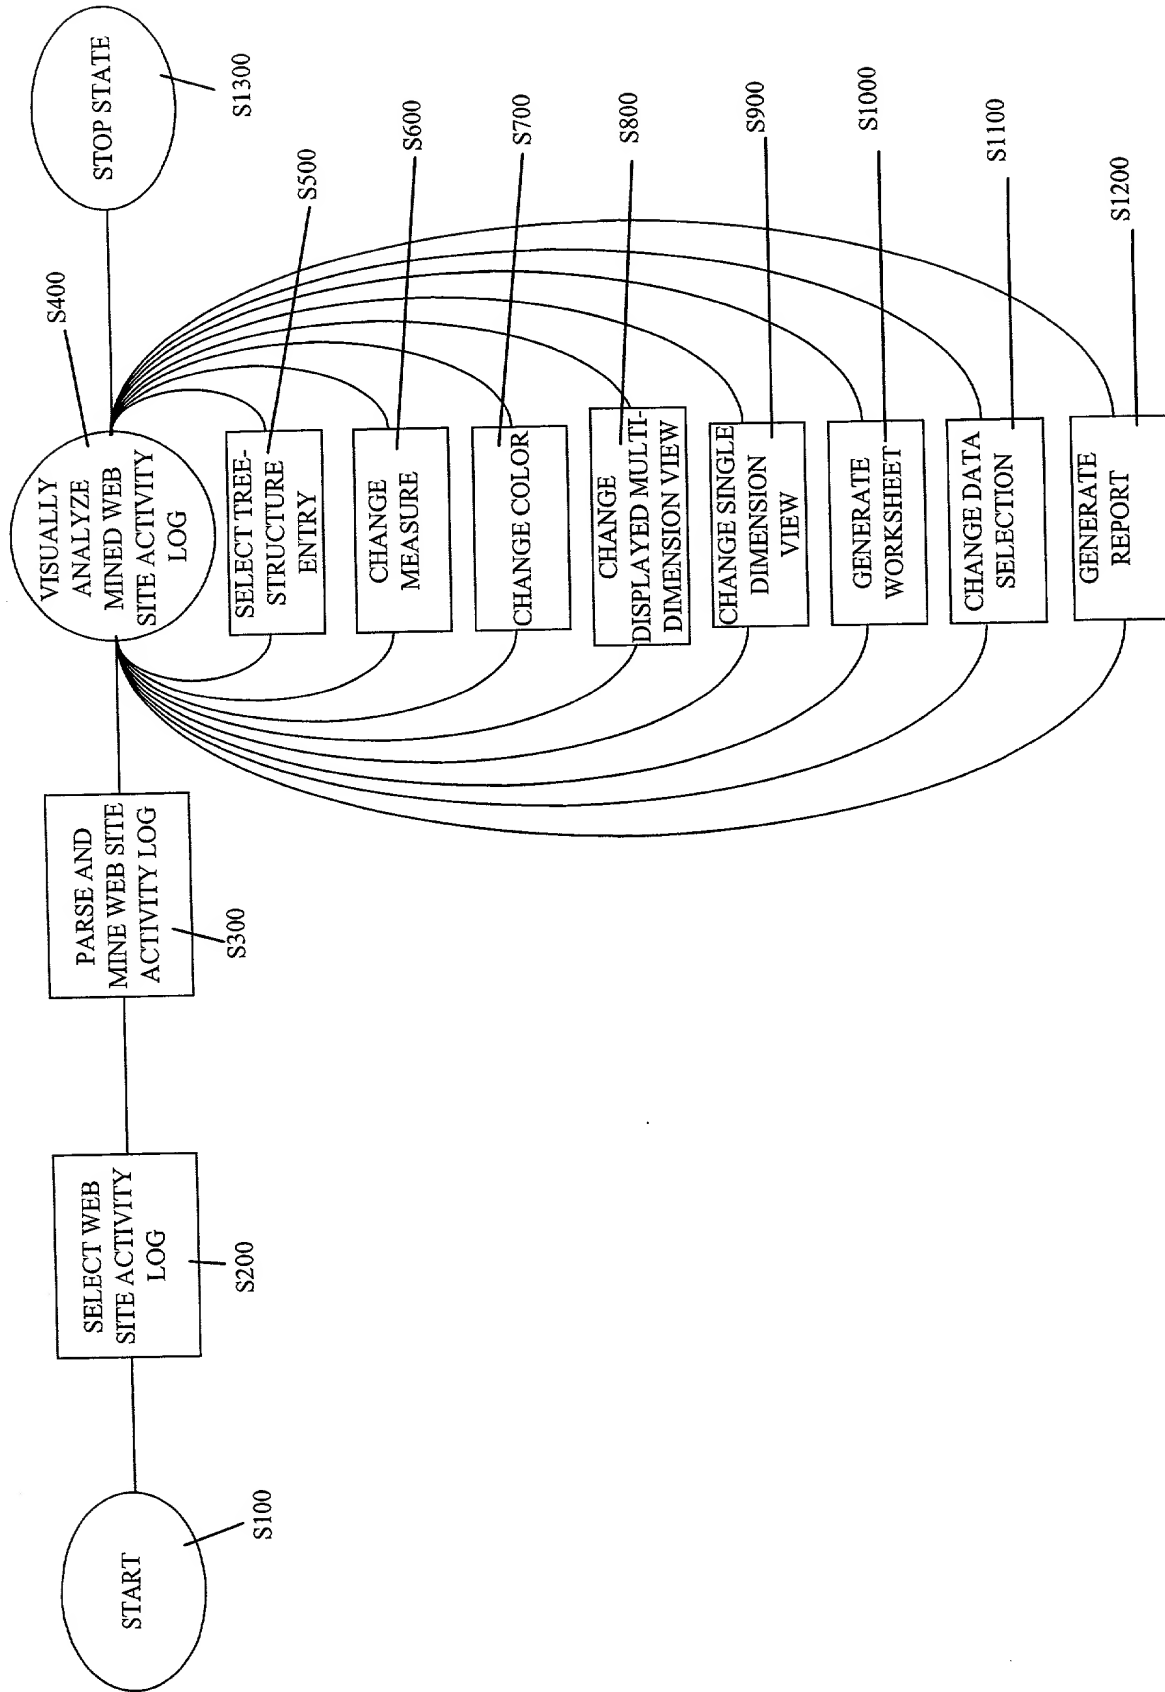 START
S100
SELECT WEB
SITE ACTIVITY
LOG
S200
PARSE AND
MINE WEB SITE
ACTIVITY LOG
S300
VISUALLY
ANALYZE
MINED WEB
SITE ACTIVITY
LOG
S400
STOP STATE
S1300
SELECT TREE-
STRUCTURE
ENTRY
S500
CHANGE
MEASURE
S600
CHANGE COLOR
S700
CHANGE
DISPLAYED MULTI-
DIMENSION VIEW
S800
CHANGE SINGLE
DIMENSION
VIEW
S900
GENERATE
WORKSHEET
S1000
CHANGE DATA
SELECTION
S1100
GENERATE
REPORT
S1200